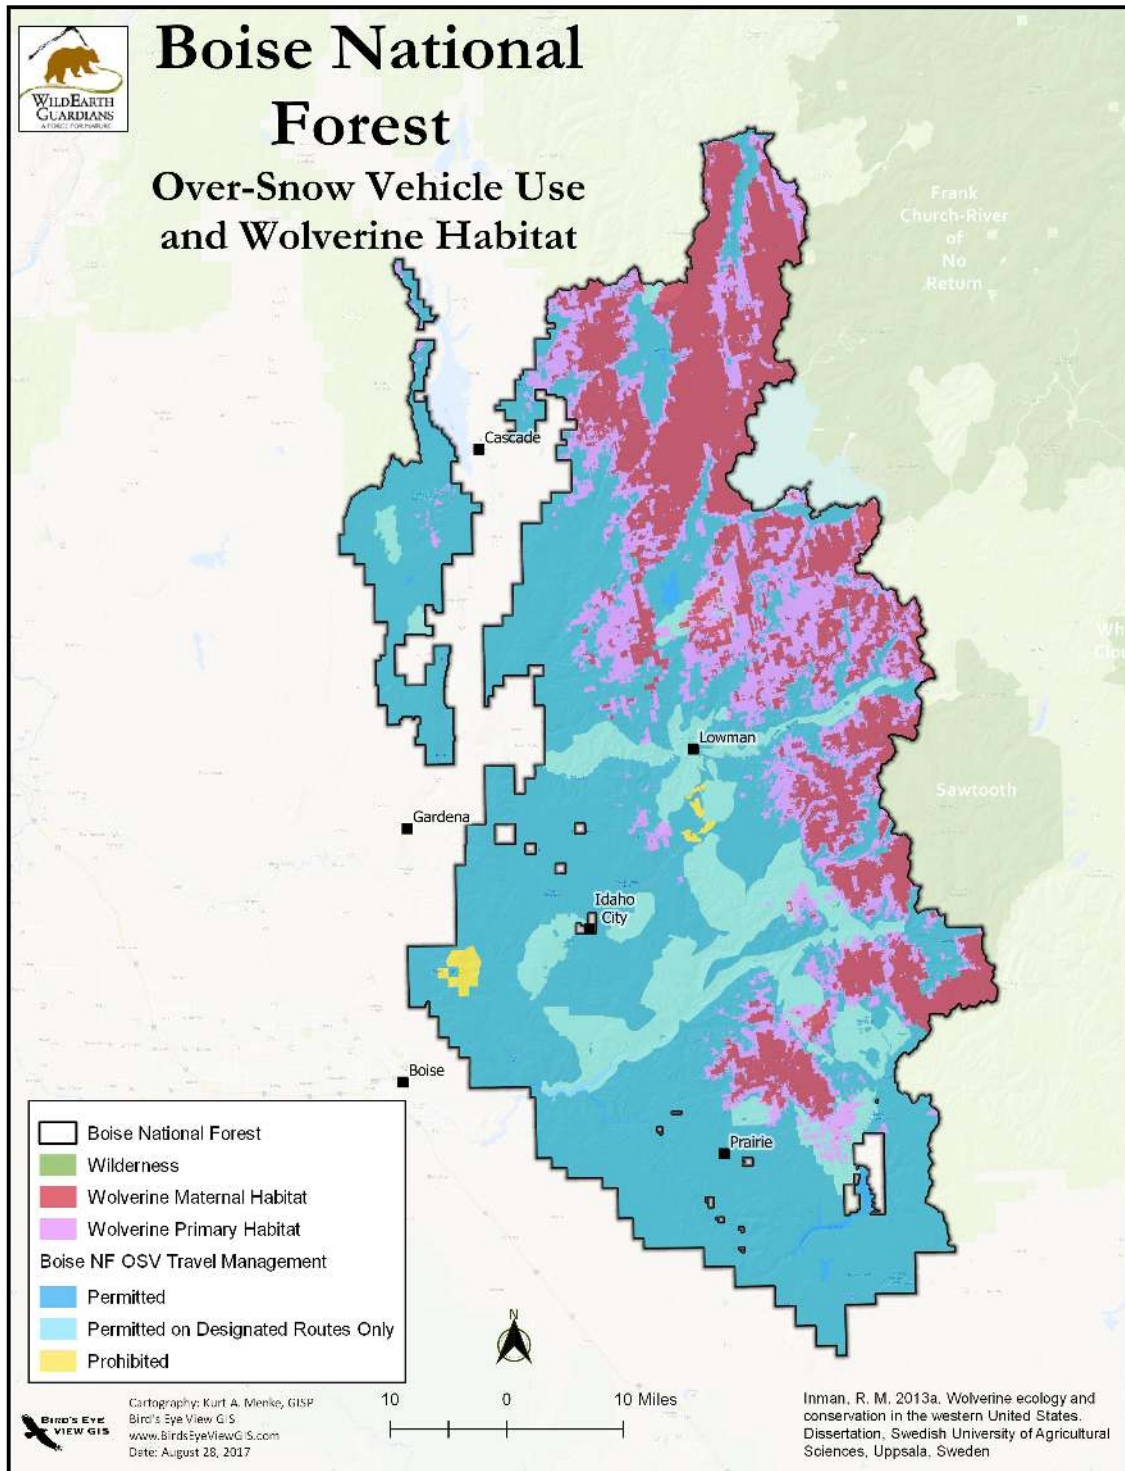 WILDEARTH
GUARDIANS
A FORCE FOR NATURE
Boise National
Forest
Over-Snow Vehicle Use
and Wolverine Habitat
Frank
Church-River
of
No
Return
Cascade
Lowman
Sawtooth
Gardena
Idaho
City
Boise
Prairie
Boise National Forest
Wilderness
Wolverine Maternal Habitat
Wolverine Primary Habitat
Boise NF OSV Travel Management
Permitted
Permitted on Designated Routes Only
Prohibited
N
10 0 10 Miles
BIRD'S EYE
VIEW GIS
Cartography: Kurt A. Menke, GISP
Bird's Eye View GIS
www.BirdsEyeViewGIS.com
Date: August 28, 2017
Inman, R. M. 2013a. Wolverine ecology and
conservation in the western United States.
Dissertation, Swedish University of Agricultural
Sciences, Uppsala, Sweden